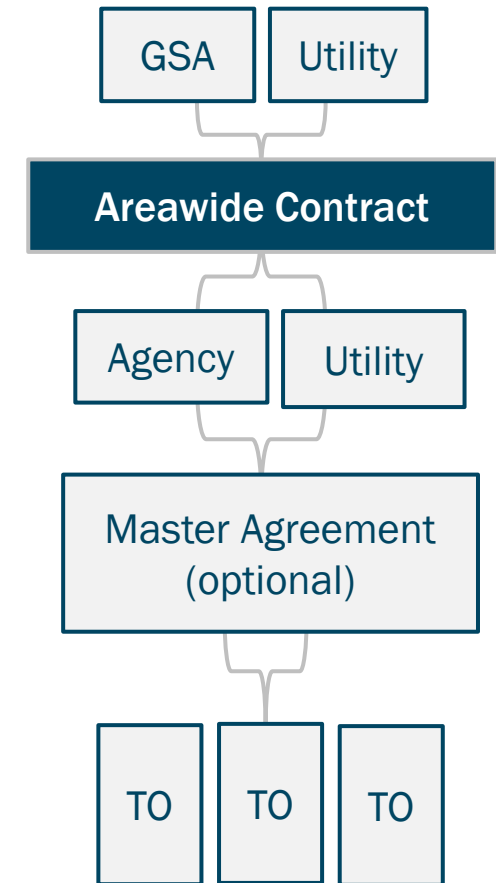 GSA
Utility
Areawide Contract
Agency
Utility
Master Agreement
(optional)
TO
TO
TO